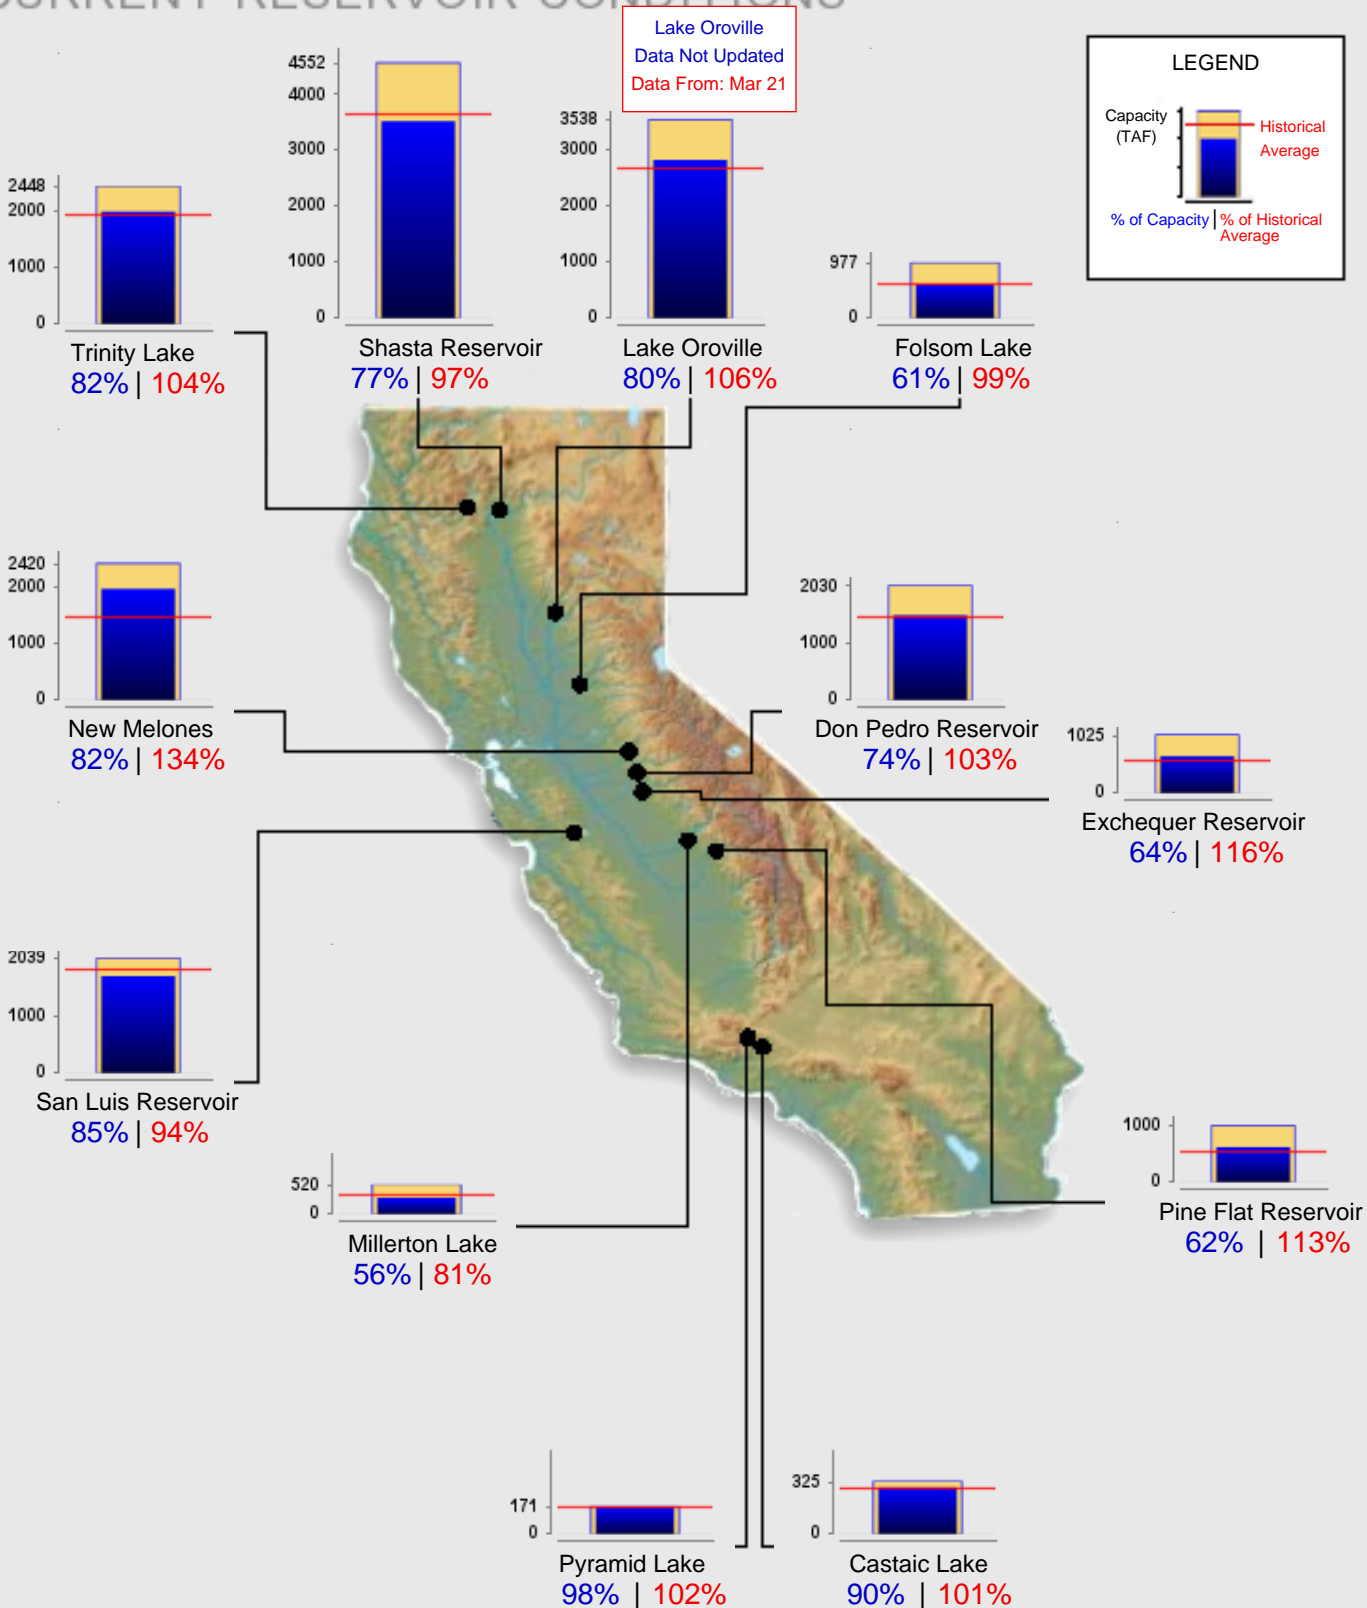 CURRENT RESERVOIR CONDITIONS
Lake Oroville
Data Not Updated
Data From: Mar 21
LEGEND
Capacity
(TAF)
Historical
Average
% of Capacity | % of Historical
Average
2448
2000
1000
0
Trinity Lake
82% | 104%
4552
4000
3000
2000
1000
0
Shasta Reservoir
77% | 97%
3538
3000
2000
1000
0
Lake Oroville
80% | 106%
977
0
Folsom Lake
61% | 99%
2420
2000
1000
0
New Melones
82% | 134%
2030
1000
0
Don Pedro Reservoir
74% | 103%
1025
0
Exchequer Reservoir
64% | 116%
2039
1000
0
San Luis Reservoir
85% | 94%
520
0
Millerton Lake
56% | 81%
1000
0
Pine Flat Reservoir
62% | 113%
171
0
Pyramid Lake
98% | 102%
325
0
Castaic Lake
90% | 101%